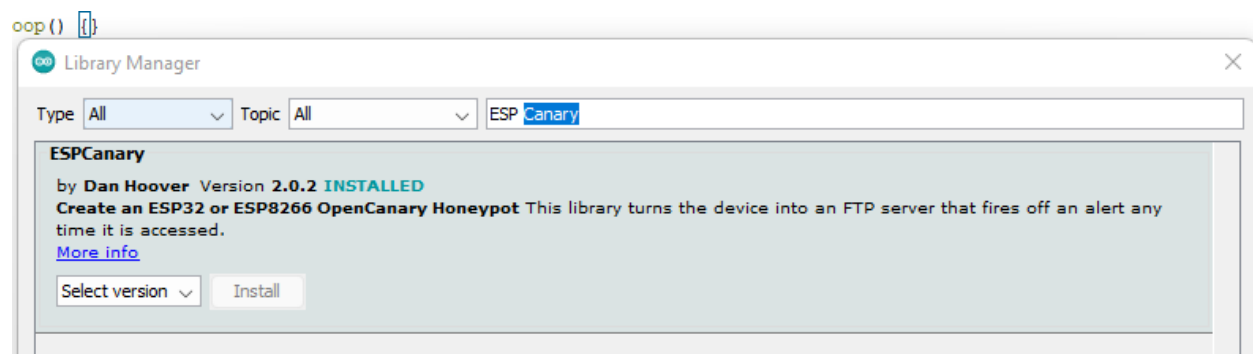 oop() {}
Library Manager
Type All Topic All ESP Canary
ESPCanary
by Dan Hoover Version 2.0.2 INSTALLED
Create an ESP32 or ESP8266 OpenCanary Honeypot This library turns the device into an FTP server that fires off an alert any
time it is accessed.
More info
Select version Install